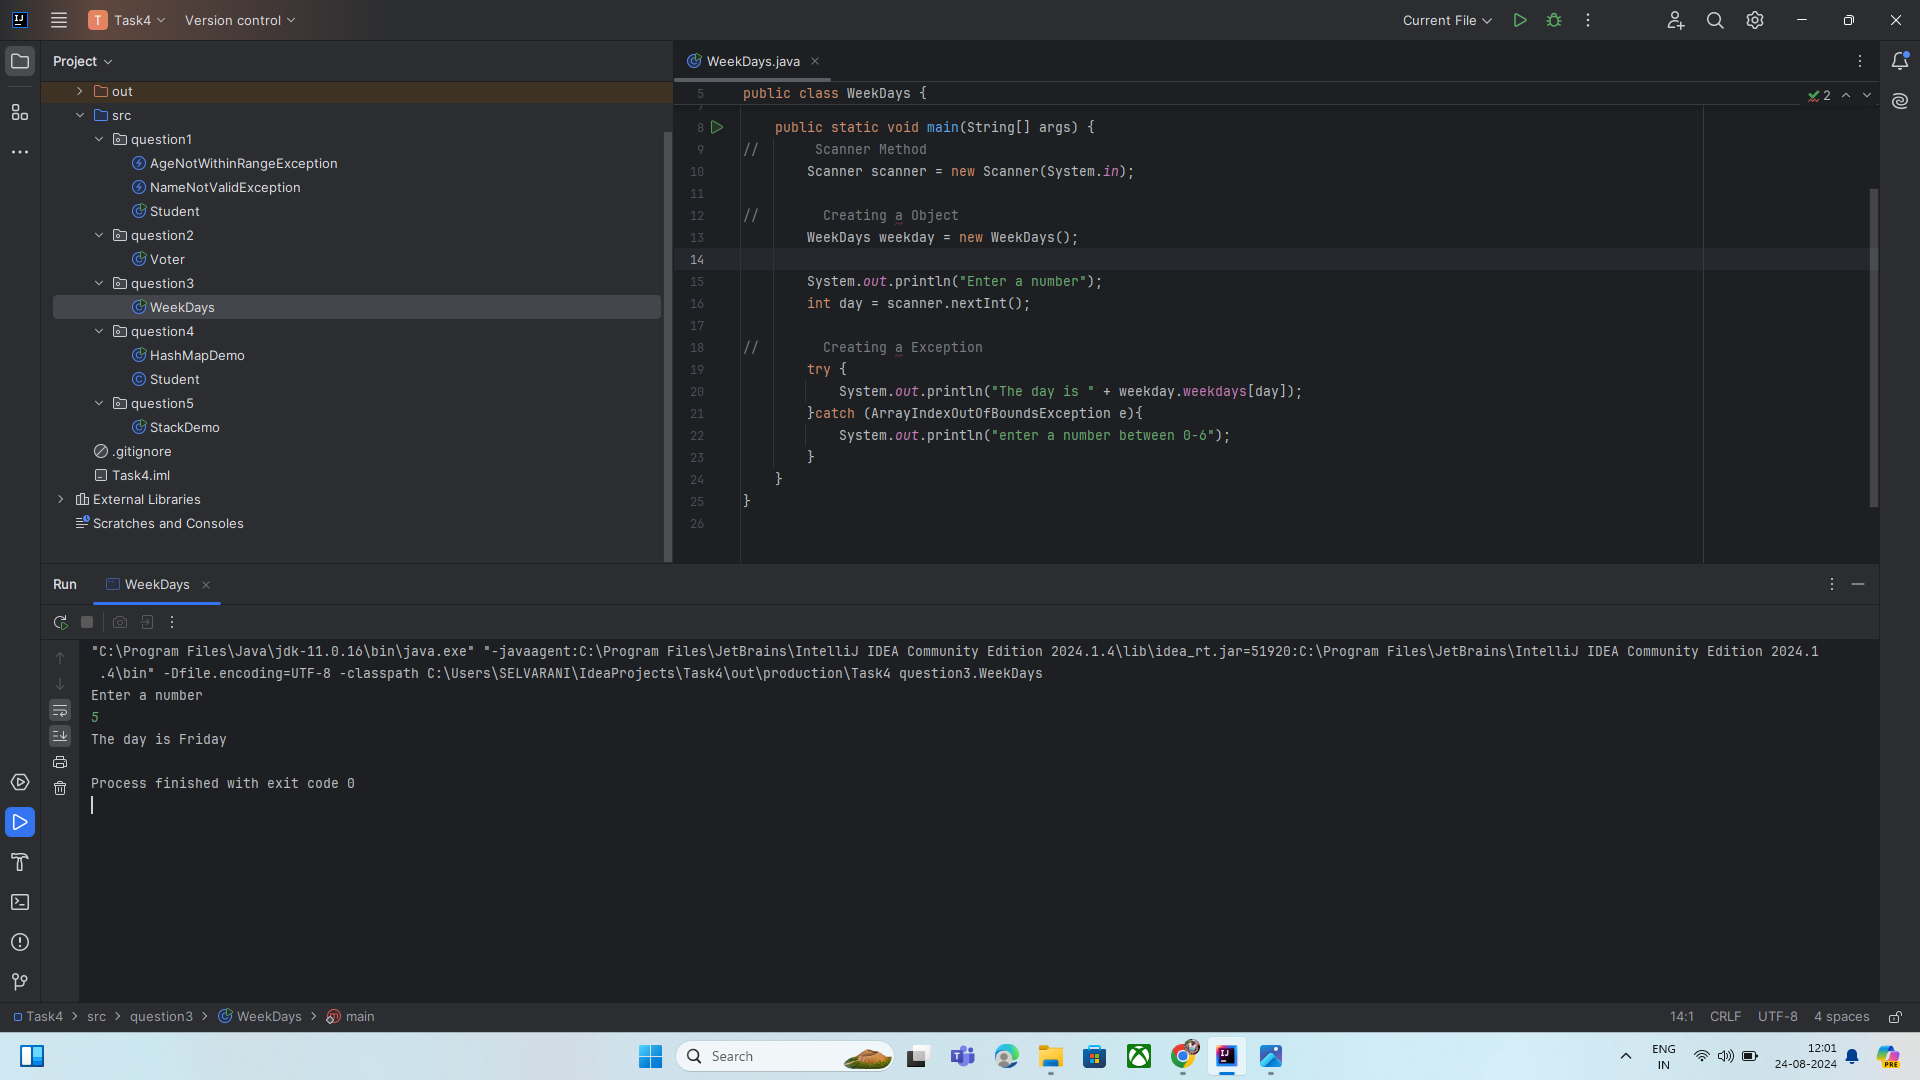 T Task4 Version control Current File
Project
WeekDays.java
out
src
question1
AgeNotWithinRangeException
NameNotValidException
Student
question2
Voter
question3
WeekDays
question4
HashMapDemo
Student
question5
StackDemo
.gitignore
Task4.iml
External Libraries
Scratches and Consoles
5 public class WeekDays {
2
8 public static void main(String[] args) {
9 // Scanner Method
10 Scanner scanner = new Scanner(System.in);
11
12 // Creating a Object
13 WeekDays weekday = new WeekDays();
14
15 System.out.println("Enter a number");
16 int day = scanner.nextInt();
17
18 // Creating a Exception
19 try {
20 System.out.println("The day is " + weekday.weekdays[day]);
21 }catch (ArrayIndexOutOfBoundsException e){
22 System.out.println("enter a number between 0-6");
23 }
24 }
25 }
26
Run WeekDays
"C:\Program Files\Java\jdk-11.0.16\bin\java.exe" "-javaagent:C:\Program Files\JetBrains\IntelliJ IDEA Community Edition 2024.1.4\lib\idea_rt.jar=51920:C:\Program Files\JetBrains\IntelliJ IDEA Community Edition 2024.1
.4\bin" -Dfile.encoding=UTF-8 -classpath C:\Users\SELVARANI\IdeaProjects\Task4\out\production\Task4 question3.WeekDays
Enter a number
5
The day is Friday
Process finished with exit code 0
Task4 > src > question3 > WeekDays > main
14:1 CRLF UTF-8 4 spaces
Search
ENG
IN
12:01
24-08-2024
PRE